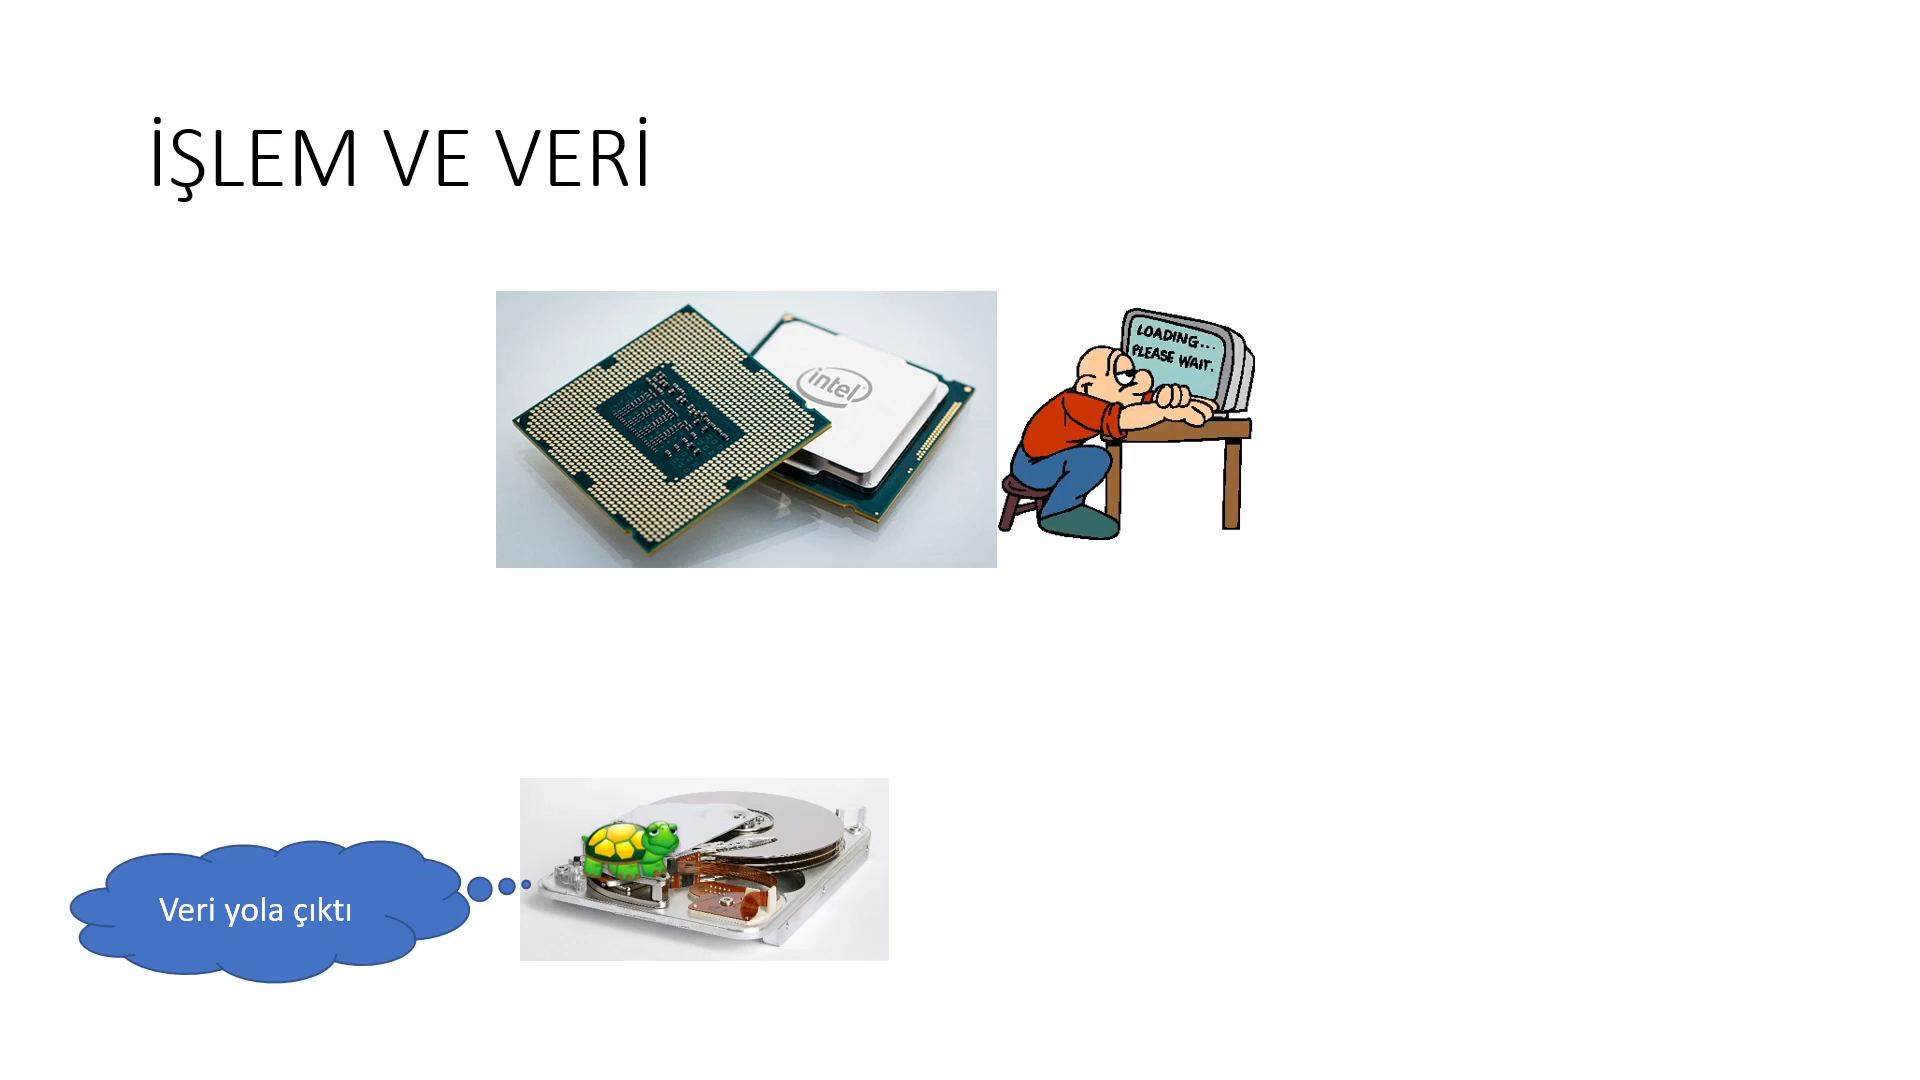 İŞLEM VE VERİ
intel
LOADING...
PLEASE WAIT.
Veri yola çıktı